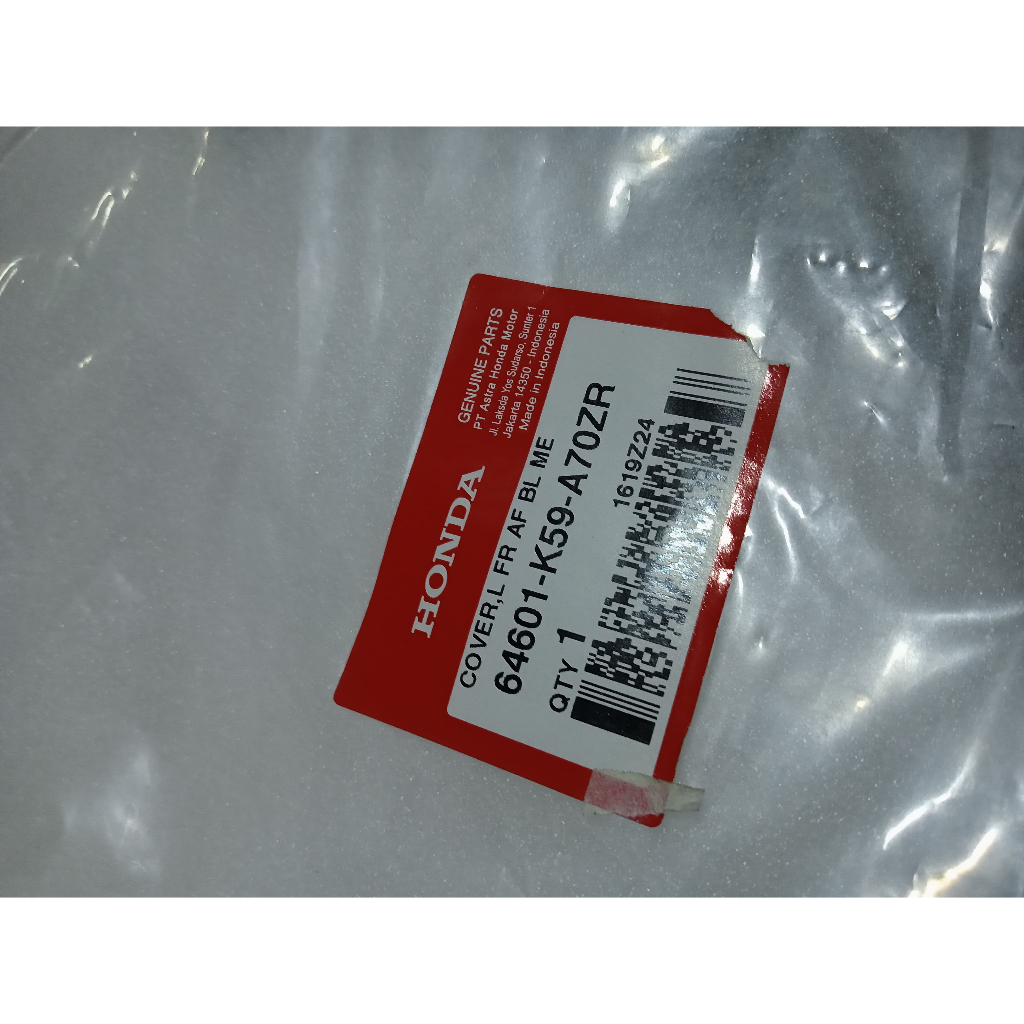 HONDA
GENUINE PARTS
PT Astra Honda Motor
Jl. Laksda Yos Sudarso, Sunter 1
Jakarta 14350 - Indonesia
Made in Indonesia
COVER,L FR AF BL ME
64601-K59-A70ZR
QTY 1
1619Z24